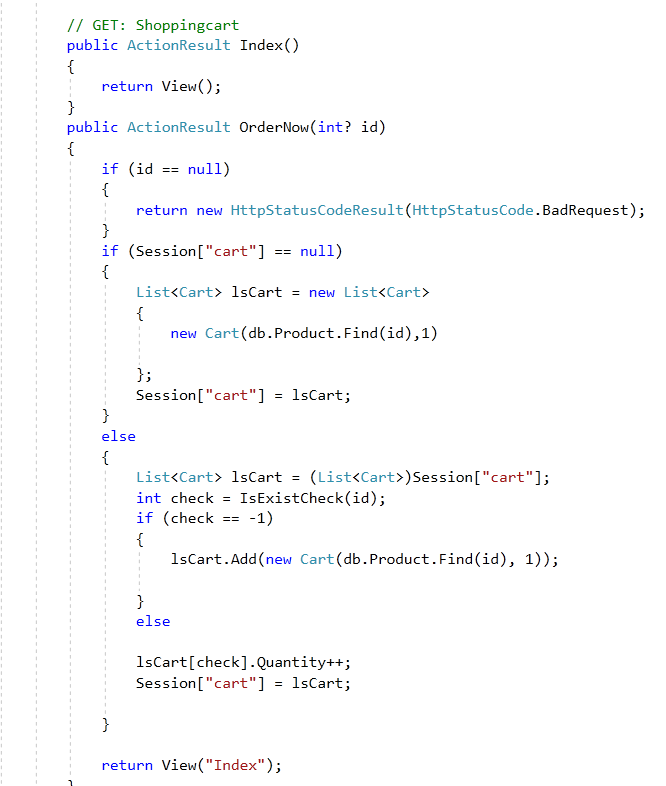 // GET: Shoppingcart
public ActionResult Index()
{
return View();
}
public ActionResult OrderNow(int? id)
{
if (id == null)
{
return new HttpStatusCodeResult(HttpStatusCode.BadRequest);
}
if (Session["cart"] == null)
{
List<Cart> lsCart = new List<Cart>
{
new Cart(db.Product.Find(id),1)
};
Session["cart"] = lsCart;
}
else
{
List<Cart> lsCart = (List<Cart>)Session["cart"];
int check = IsExistCheck(id);
if (check == -1)
{
lsCart.Add(new Cart(db.Product.Find(id), 1));
}
else
lsCart[check].Quantity++;
Session["cart"] = lsCart;
}
return View("Index");
}